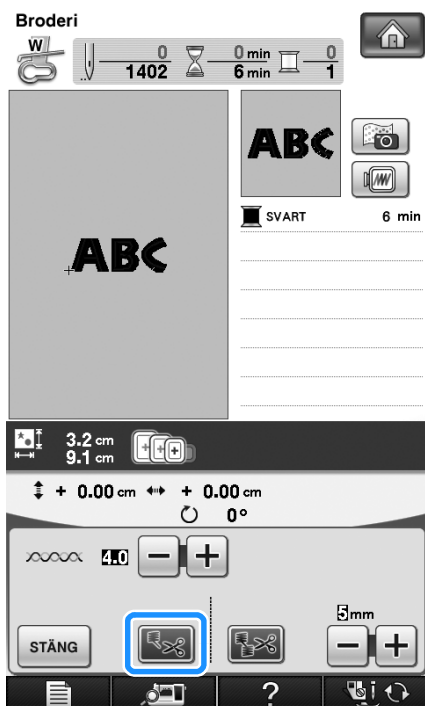 Broderi
W
0 0 min 0
1402 6 min 1
ABC
SVART 6 min
ABC
3.2 cm
9.1 cm
+ 0.00 cm + 0.00 cm
0°
4.0 - +
5mm
STÄNG - +
?